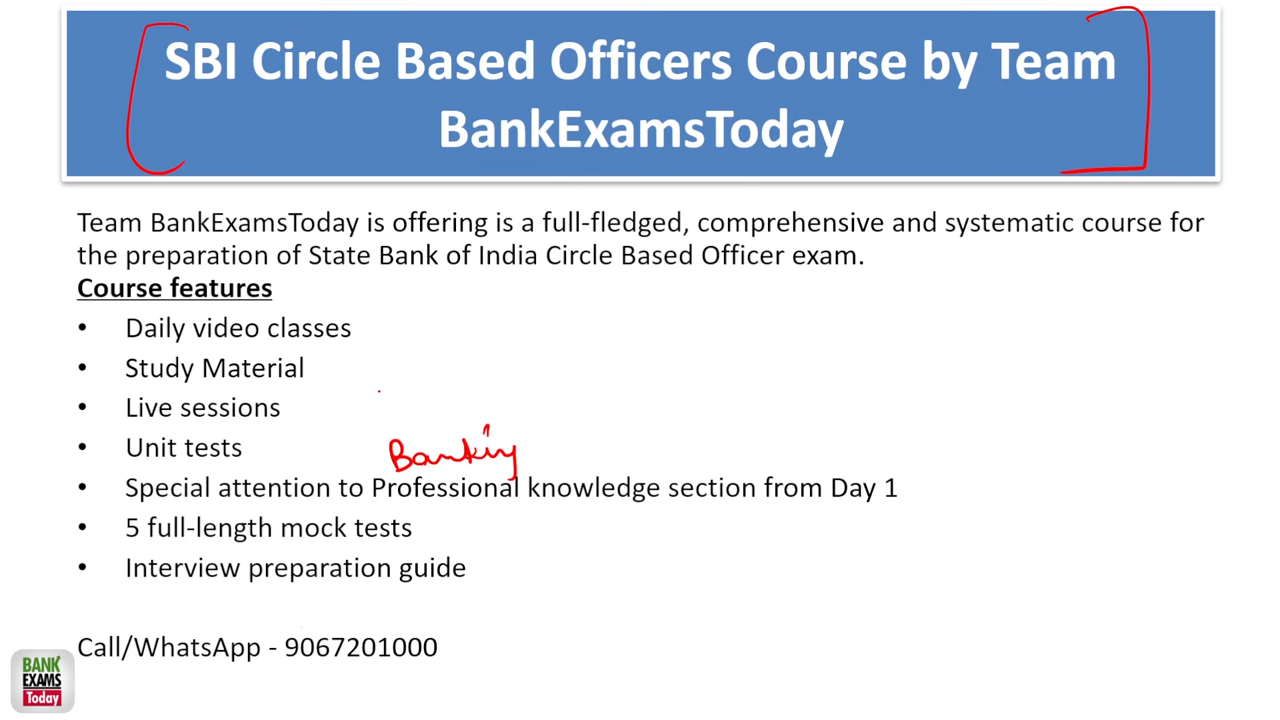 SBI Circle Based Officers Course by Team
BankExamsToday
Team BankExamsToday is offering is a full-fledged, comprehensive and systematic course for
the preparation of State Bank of India Circle Based Officer exam.
Course features
• Daily video classes
• Study Material
• Live sessions
• Unit tests
Banking
• Special attention to Professional knowledge section from Day 1
• 5 full-length mock tests
• Interview preparation guide
Call/WhatsApp - 9067201000
BANK
EXAMS
Today